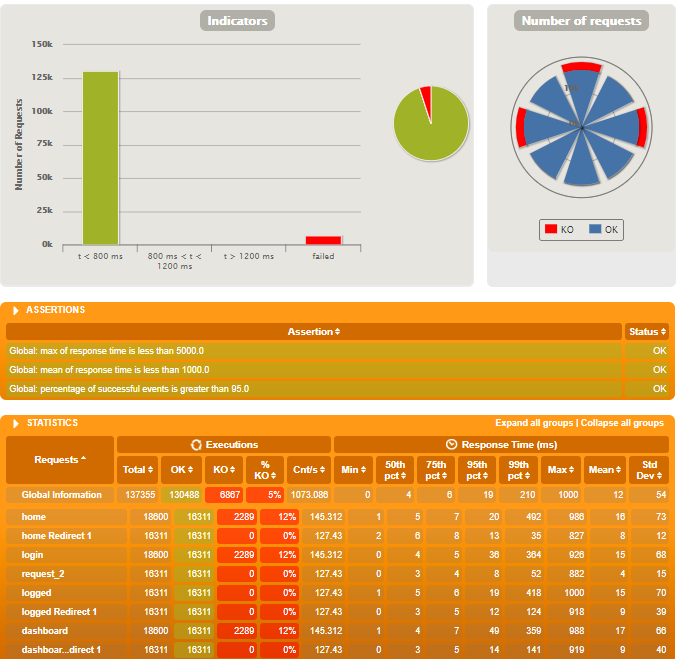 Indicators
Number of requests
150k
125k
100k
75k
50k
25k
0k
Number of Requests
t < 800 ms
800 ms < t <
1200 ms
t > 1200 ms
failed
KO OK
ASSERTIONS
Assertion Status
Global: max of response time is less than 5000.0 OK
Global: mean of response time is less than 1000.0 OK
Global: percentage of successful events is greater than 95.0 OK
STATISTICS Expand all groups | Collapse all groups
Requests Executions Response Time (ms)
Total OK KO % KO Cnt/s Min 50th pct 75th pct 95th pct 99th pct Max Mean Std Dev
Global Information 137355 130488 6867 5% 1073.086 0 4 6 19 210 1000 12 54
home 18600 16311 2289 12% 145.312 1 5 7 20 492 986 16 73
home Redirect 1 16311 16311 0 0% 127.43 2 6 8 13 35 827 8 12
login 18600 16311 2289 12% 145.312 0 4 5 36 364 926 15 68
request_2 16311 16311 0 0% 127.43 0 3 4 8 52 882 4 15
logged 16311 16311 0 0% 127.43 1 5 6 19 418 1000 15 70
logged Redirect 1 16311 16311 0 0% 127.43 0 3 5 12 124 918 9 39
dashboard 18600 16311 2289 12% 145.312 1 4 7 49 359 988 17 66
dashboar...direct 1 16311 16311 0 0% 127.43 0 3 5 14 141 919 9 40